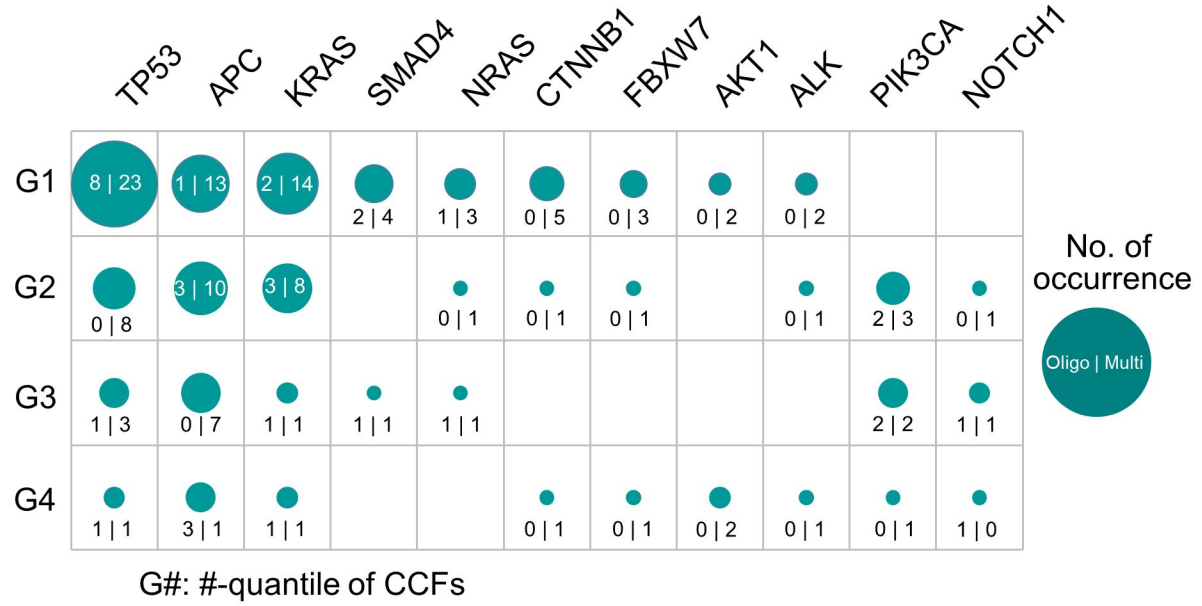 TP53 APC KRAS SMAD4 NRAS CTNNB1 FBXW7 AKT1 ALK PIK3CA NOTCH1
G1 8 | 23 1 | 13 2 | 14 2 | 4 1 | 3 0 | 5 0 | 3 0 | 2 0 | 2
G2 0 | 8 3 | 10 3 | 8 0 | 1 0 | 1 0 | 1 0 | 1 2 | 3 0 | 1
G3 1 | 3 0 | 7 1 | 1 1 | 1 1 | 1 2 | 2 1 | 1
G4 1 | 1 3 | 1 1 | 1 0 | 1 0 | 1 0 | 2 0 | 1 0 | 1 1 | 0
No. of
occurrence
Oligo | Multi
G#: #-quantile of CCFs